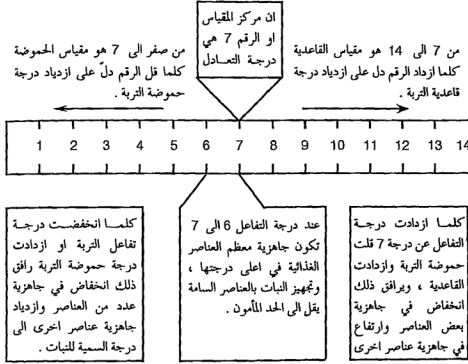 ان مركز المقياس
او الرقم 7 هي
درجة التعادل
من 7 الى 14 هو مقياس القاعدية
كلما ازداد الرقم دل على ازدياد درجة
قاعدية التربة .
من صفر الى 7 هو مقياس الحموضة
كلما قل الرقم دلّ على ازدياد درجة
حموضة التربة .
1 2 3 4 5 6 7 8 9 10 11 12 13 14
كلما ازدادت درجة
التفاعل عن درجة 7 قلت
حموضة التربة وازدادت
القاعدية ، ويرافق ذلك
انخفاض في جاهزية
بعض العناصر وارتفاع
في جاهزية عناصر اخرى
عند درجة التفاعل 6 الى 7
تكون جاهزية معظم العناصر
الغذائية في اعلى درجتها ،
وتجهيز النبات بالعناصر السامة
يقل الى الحد المأمون .
كلما انخفضت درجة
تفاعل التربة او ازدادت
درجة حموضة التربة رافق
ذلك انخفاض في جاهزية
عدد من العناصر وازدياد
جاهزية عناصر اخرى الى
درجة السمية للنبات .